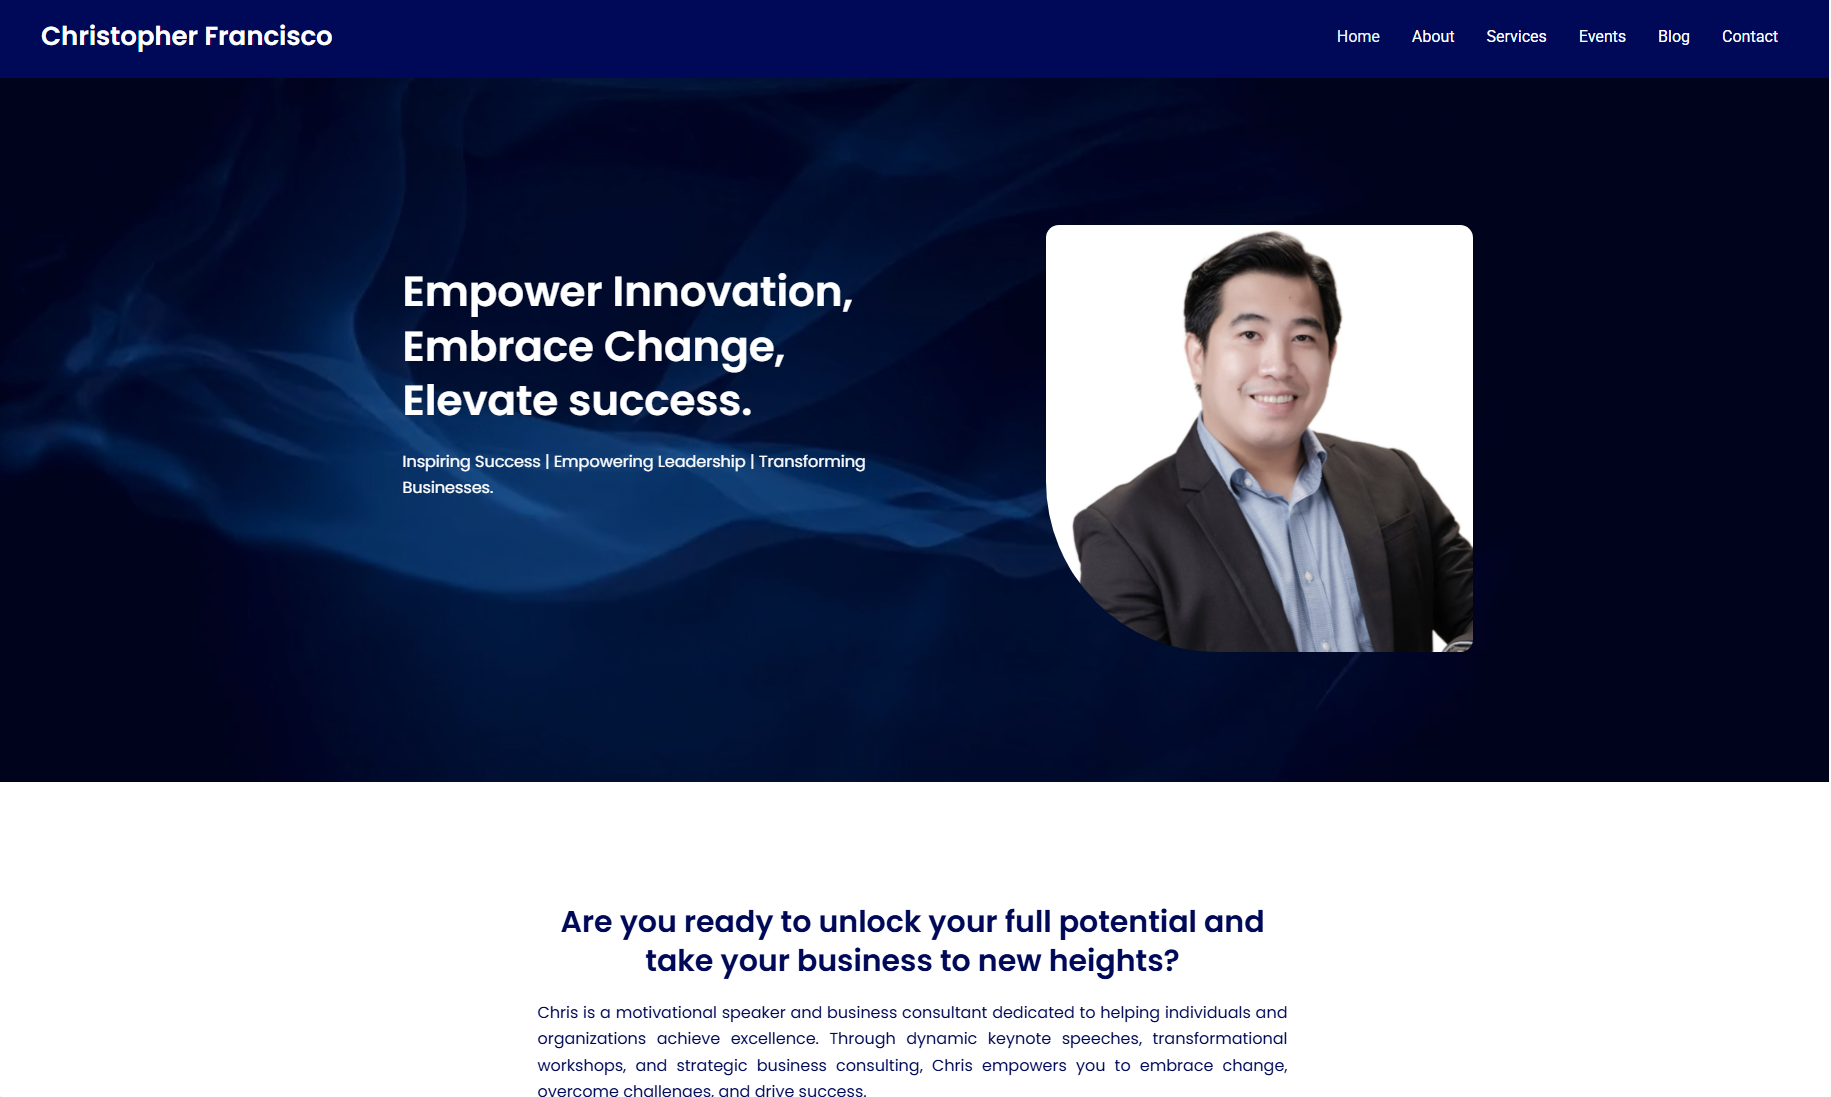 Christopher Francisco
Home About Services Events Blog Contact
Empower Innovation,
Embrace Change,
Elevate success.
Inspiring Success | Empowering Leadership | Transforming
Businesses.
Are you ready to unlock your full potential and
take your business to new heights?
Chris is a motivational speaker and business consultant dedicated to helping individuals and
organizations achieve excellence. Through dynamic keynote speeches, transformational
workshops, and strategic business consulting, Chris empowers you to embrace change,
overcome challenges, and drive success.